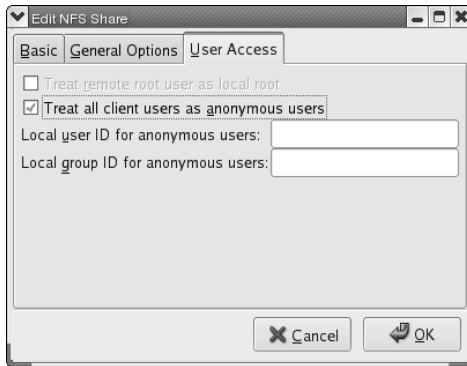 Edit NFS Share
Basic General Options User Access
Treat remote root user as local root
Treat all client users as anonymous users
Local user ID for anonymous users:
Local group ID for anonymous users:
Cancel OK